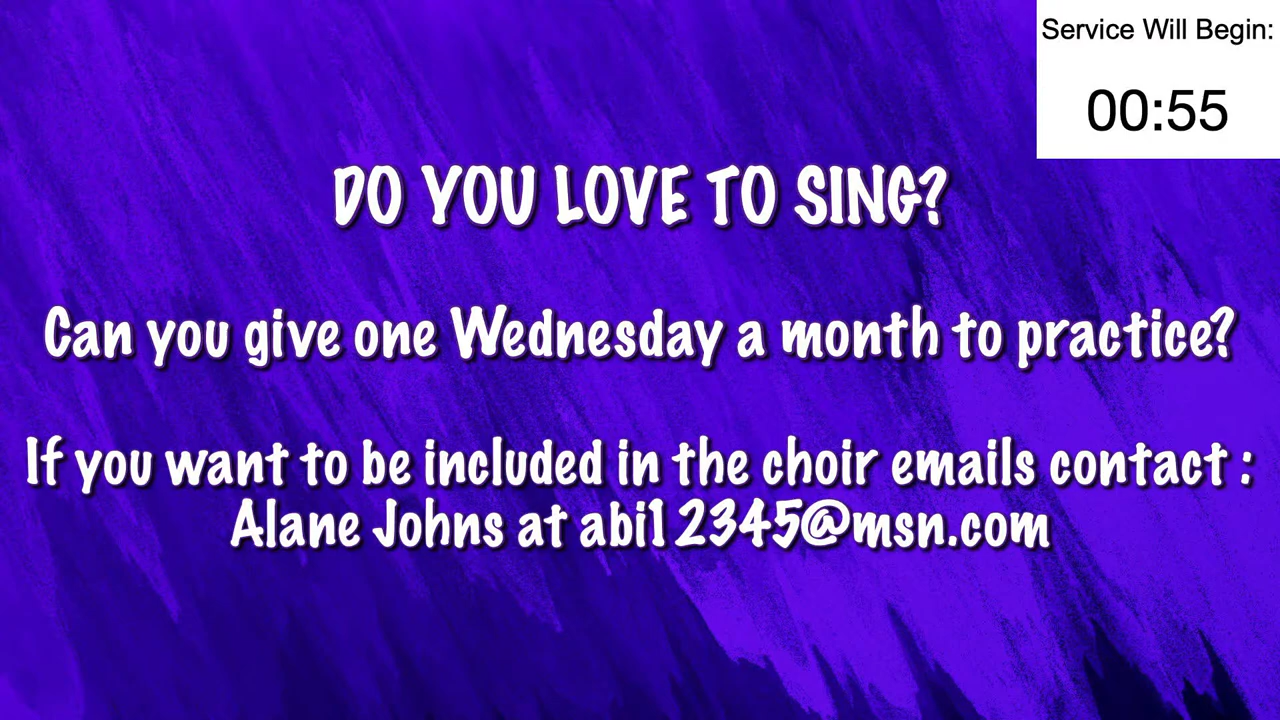 Service Will Begin:
00:55
DO YOU LOVE TO SING?
Can you give one Wednesday a month to practice?
If you want to be included in the choir emails contact :
Alane Johns at abi12345@msn.com